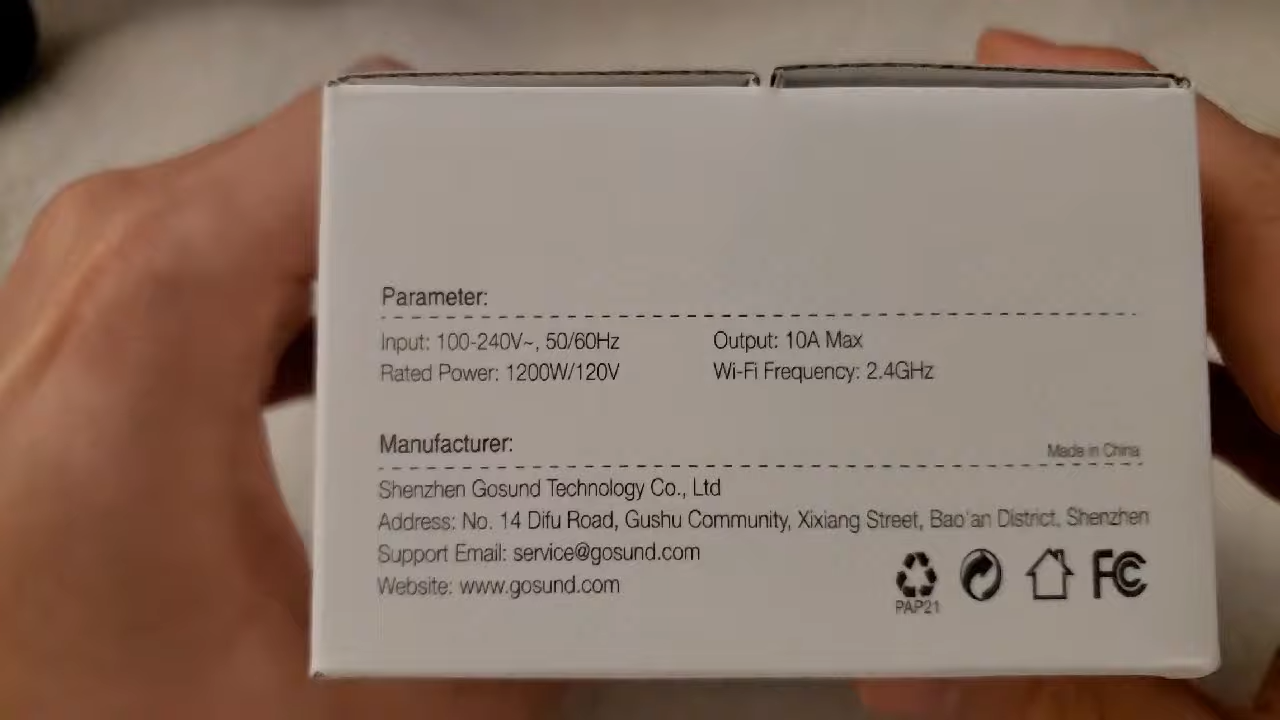 Parameter:
Input: 100-240V~, 50/60Hz
Output: 10A Max
Rated Power: 1200W/120V
Wi-Fi Frequency: 2.4GHz
Manufacturer:
Made in China
Shenzhen Gosund Technology Co., Ltd
Address: No. 14 Difu Road, Gushu Community, Xixiang Street, Bao'an District, Shenzhen
Support Email: service@gosund.com
Website: www.gosund.com
PAP21
FC